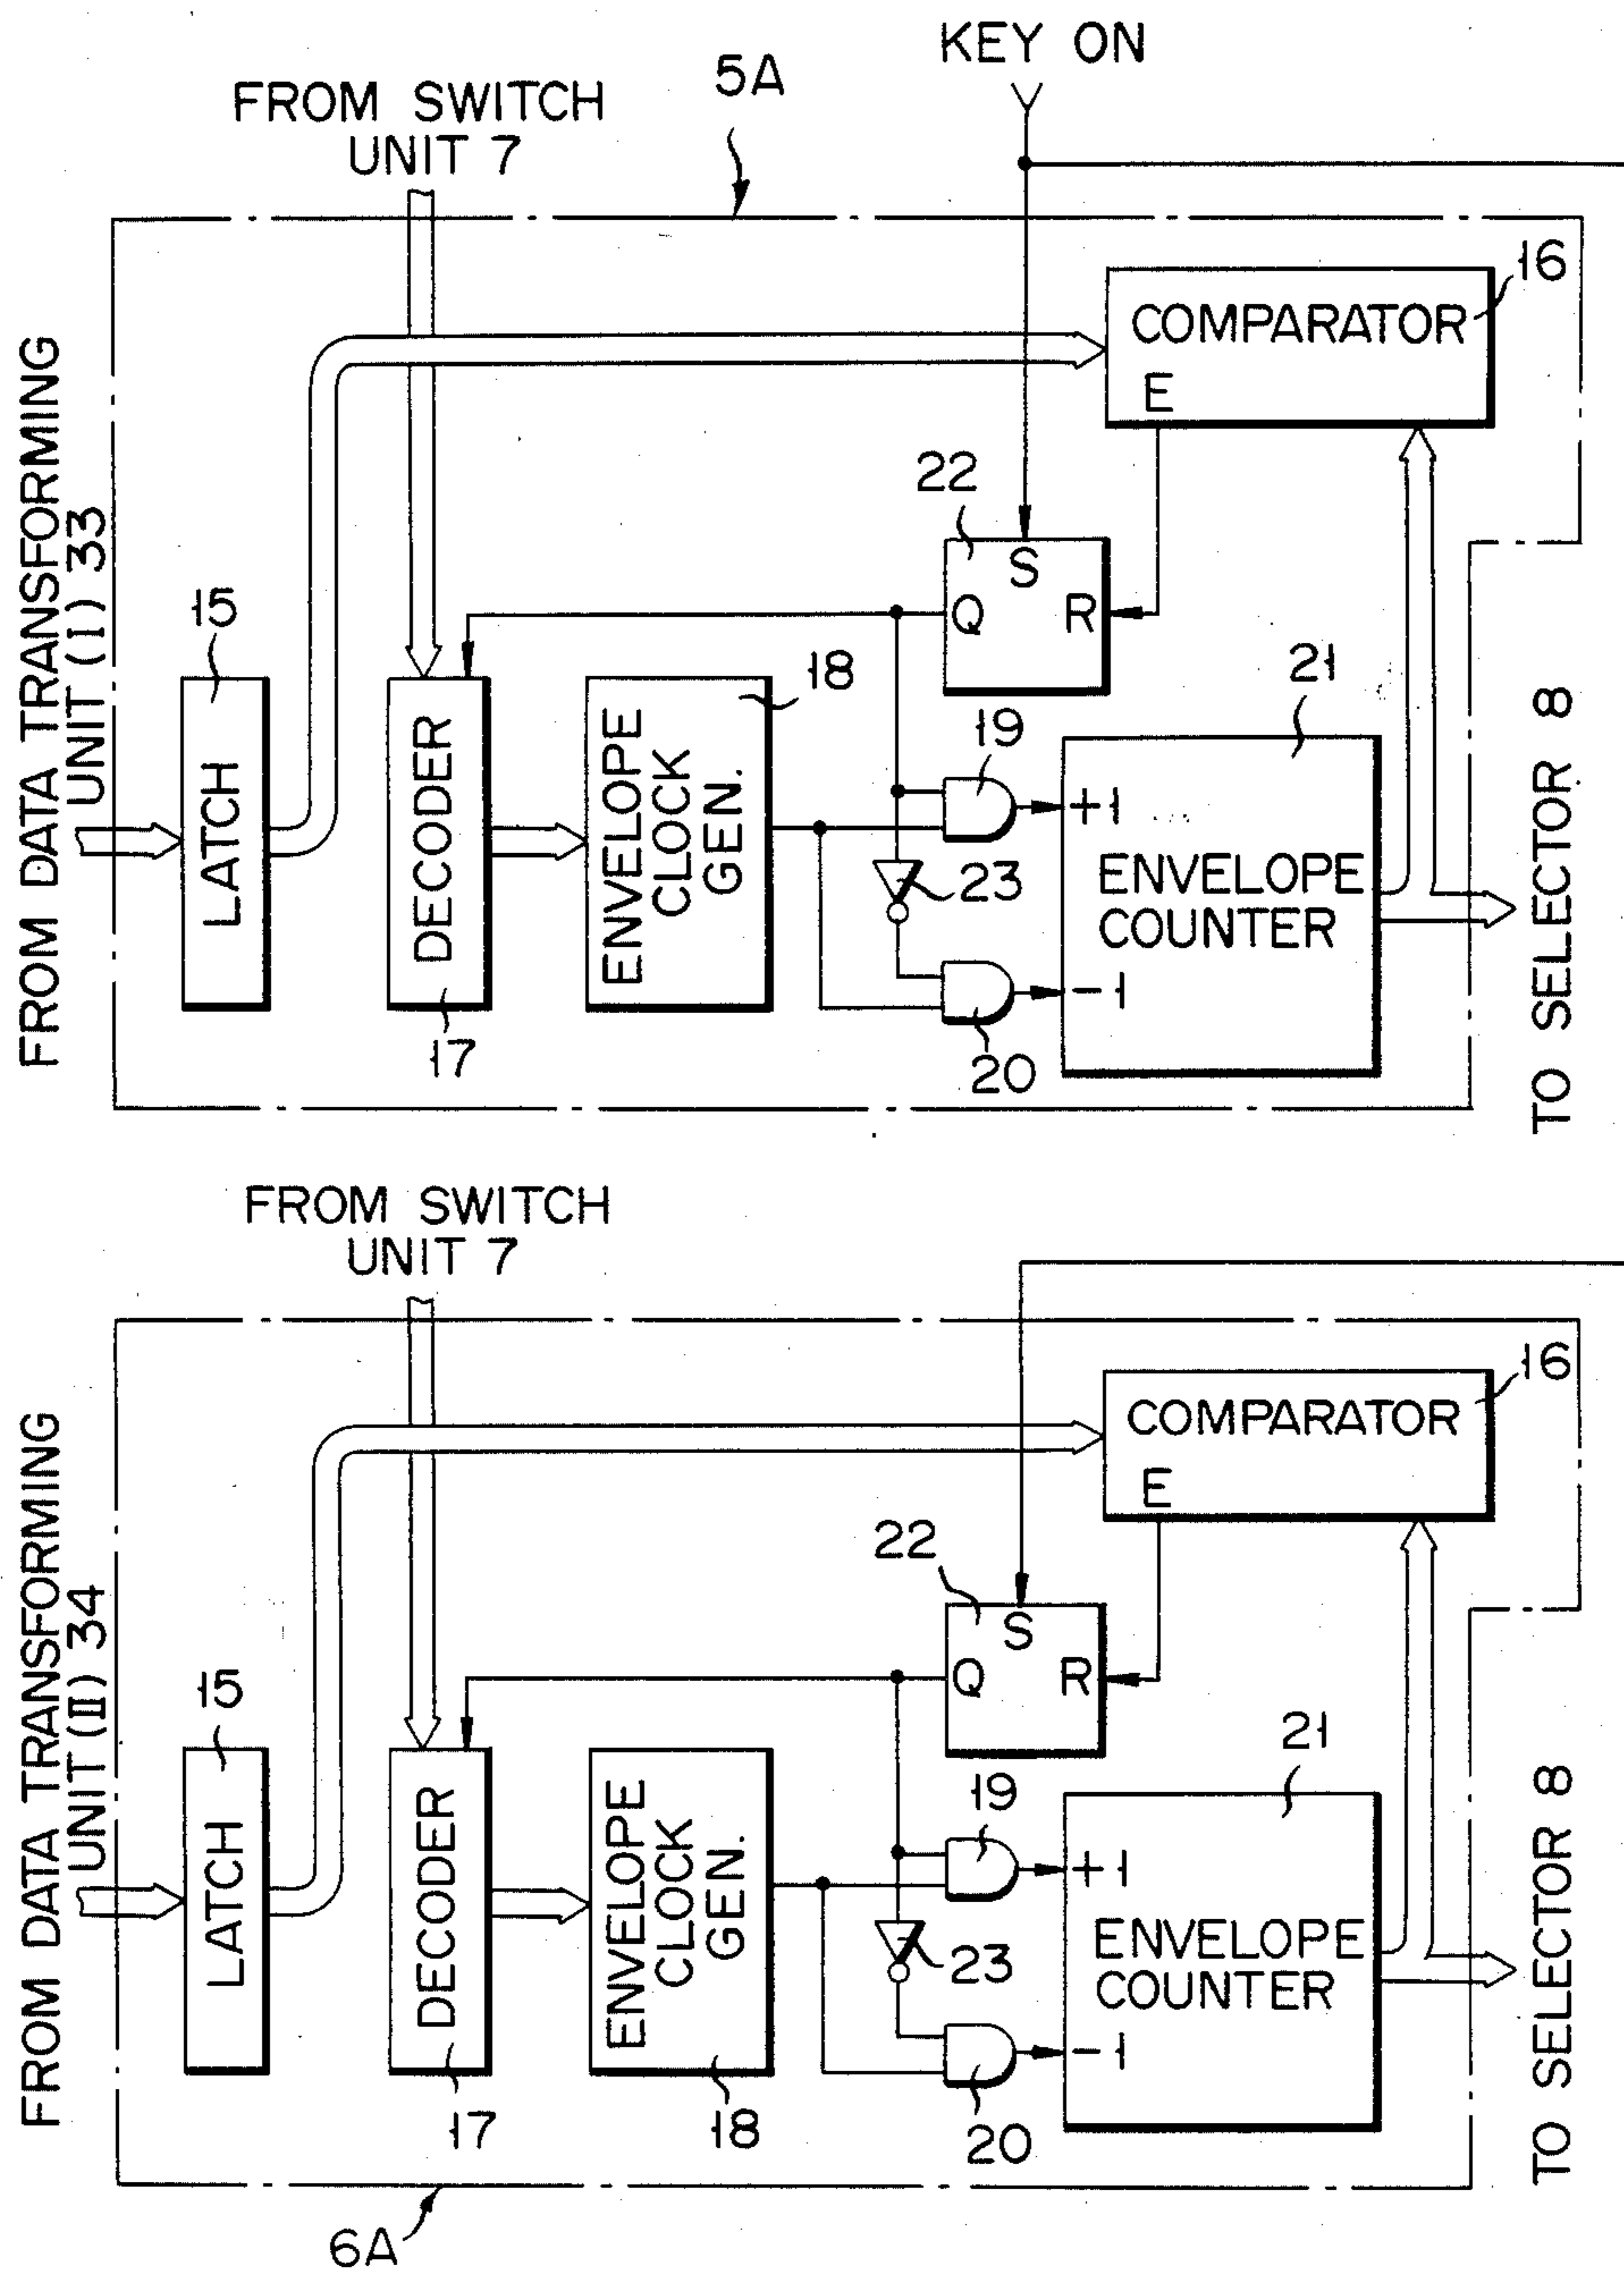 KEY ON
5A
FROM SWITCH
UNIT 7
16
COMPARATOR
E
FROM DATA TRANSFORMING
UNIT (I) 33
22
S
Q
R
15
18
21
19
LATCH
DECODER
ENVELOPE
CLOCK
GEN.
+1
23
ENVELOPE
COUNTER
-1
17
20
TO SELECTOR 8
FROM SWITCH
UNIT 7
16
COMPARATOR
E
FROM DATA TRANSFORMING
UNIT (II) 34
22
S
Q
R
15
21
19
LATCH
DECODER
ENVELOPE
CLOCK
GEN.
+1
23
ENVELOPE
COUNTER
-1
17
18
20
TO SELECTOR 8
6A